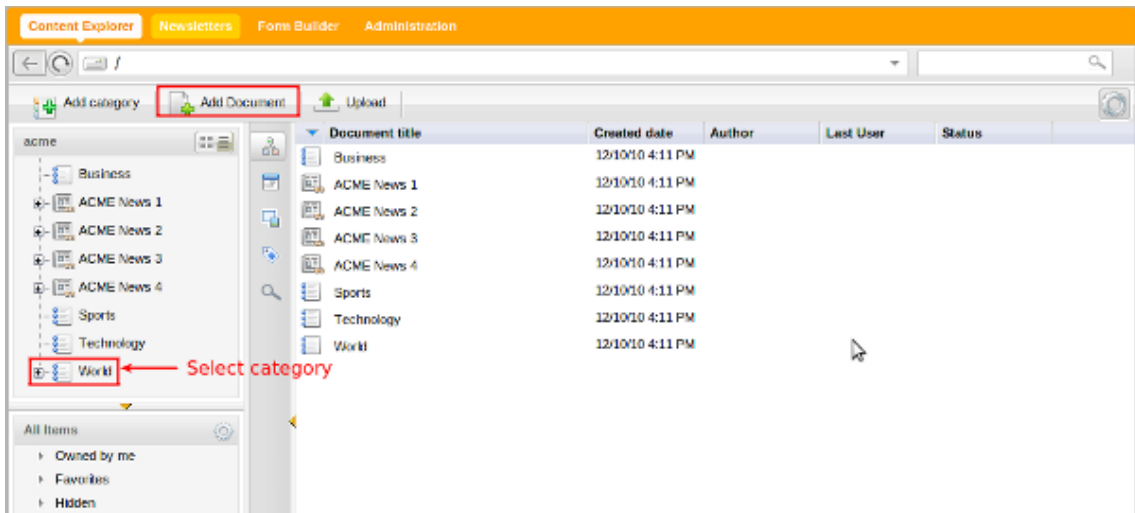 Content Explorer Newsletters Form Builder Administration
/
Add category Add Document Upload
acme
Business
ACME News 1
ACME News 2
ACME News 3
ACME News 4
Sports
Technology
World
Select category
All Items
Owned by me
Favorites
Hidden
Document title Created date Author Last User Status
Business 12/10/10 4:11 PM
ACME News 1 12/10/10 4:11 PM
ACME News 2 12/10/10 4:11 PM
ACME News 3 12/10/10 4:11 PM
ACME News 4 12/10/10 4:11 PM
Sports 12/10/10 4:11 PM
Technology 12/10/10 4:11 PM
World 12/10/10 4:11 PM